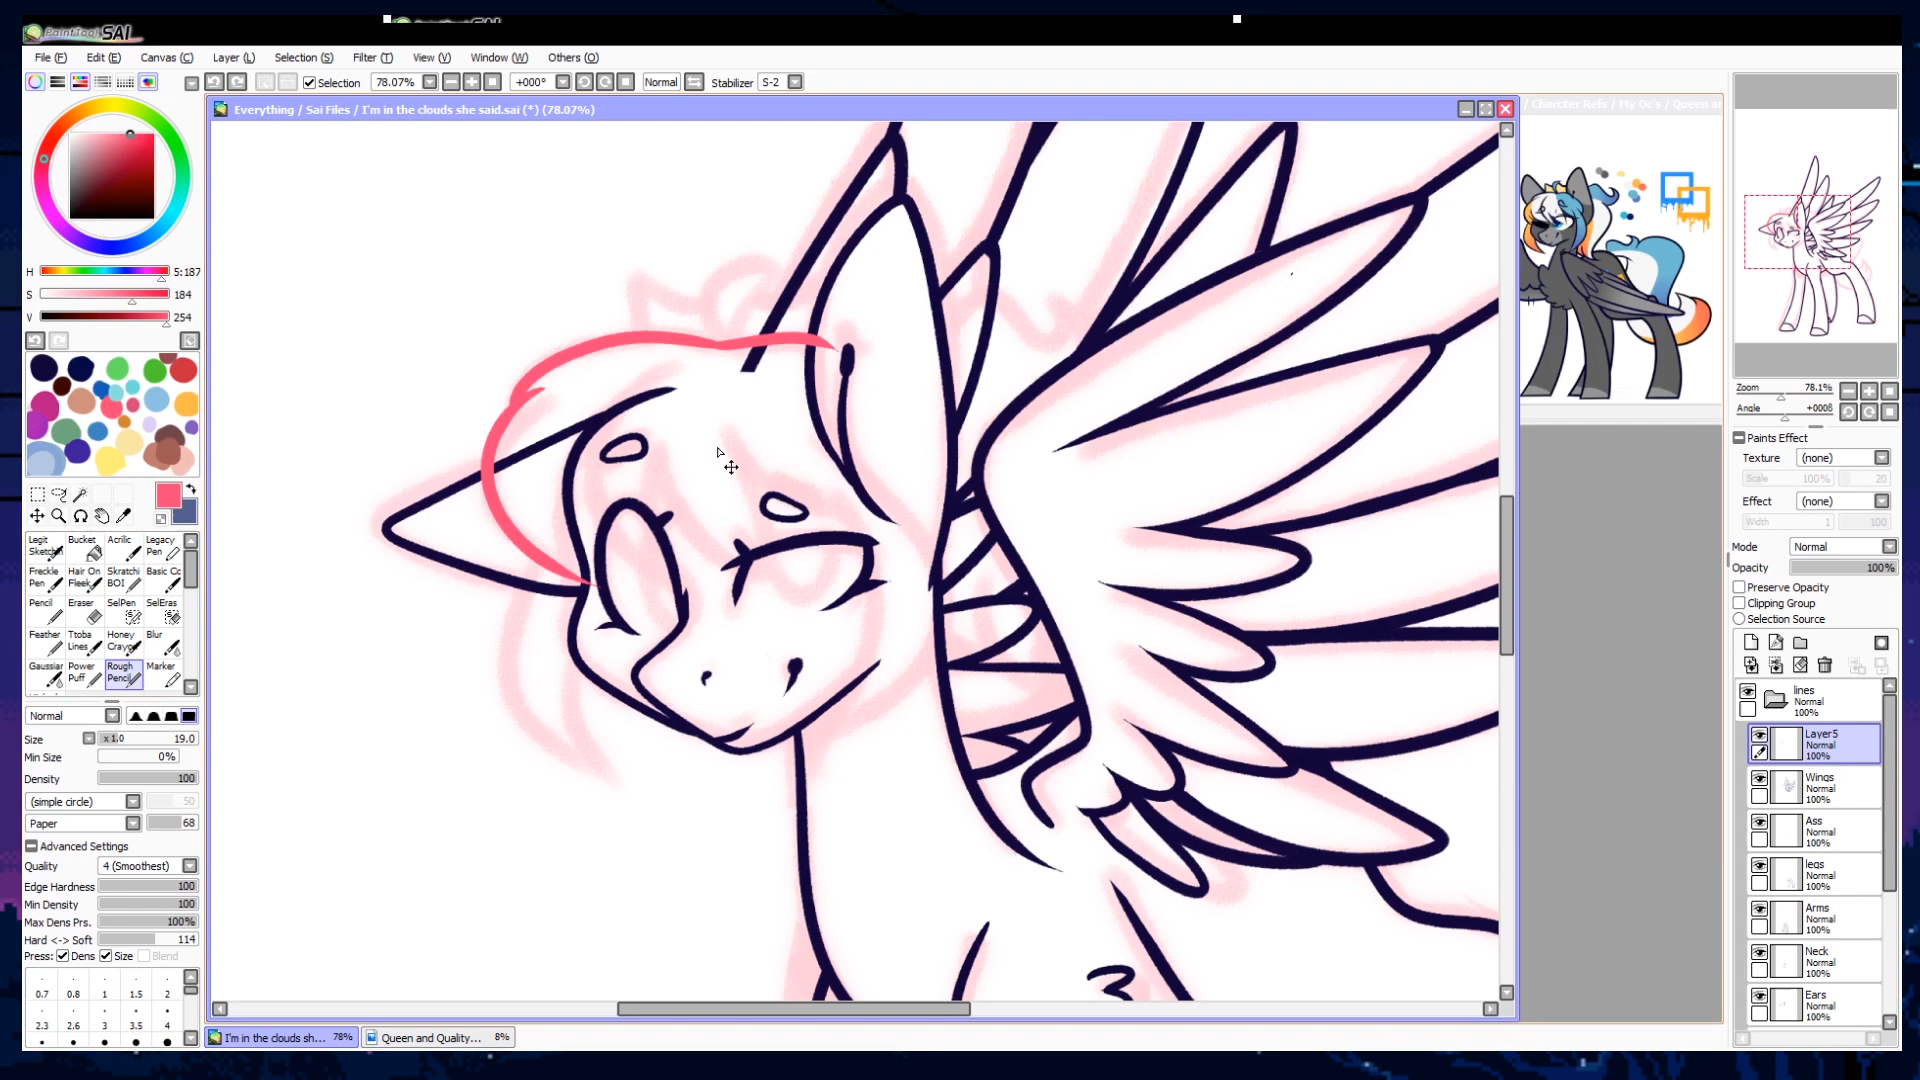 PaintTool SAI
File (F) Edit (E) Canvas (C) Layer (L) Selection (S) Filter (T) View (V) Window (W) Others (O)
Selection 78.07% +000° Normal Stabilizer S-2
Everything / Sai Files / I'm in the clouds she said.sai (*) (78.07%)
/ Charcter Refs / My Oc's / Queen an
H 5:187
S 184
V 254
Legit Sketch
Bucket
Acrilic
Legacy Pen
Freckle Pen
Hair On Fleek
Skratchi BOI
Basic Cc
Pencil
Eraser
SelPen
SelEras
Feather
Ttoba Lines
Honey Crayo
Blur
Gaussiar
Power Puff
Rough Pencil
Marker
Normal
Size x 1.0 19.0
Min Size 0%
Density 100
(simple circle) 50
Paper 68
Advanced Settings
Quality 4 (Smoothest)
Edge Hardness 100
Min Density 100
Max Dens Prs. 100%
Hard <-> Soft 114
Press: Dens Size Blend
0.7 0.8 1 1.5 2
2.3 2.6 3 3.5 4
I'm in the clouds sh... 78%
Queen and Quality... 8%
Zoom 78.1%
Angle +000β
Paints Effect
Texture (none)
Scale 100% 20
Effect (none)
Width 1 100
Mode Normal
Opacity 100%
Preserve Opacity
Clipping Group
Selection Source
lines
Normal
100%
Layer5
Normal
100%
Wings
Normal
100%
Ass
Normal
100%
legs
Normal
100%
Arms
Normal
100%
Neck
Normal
100%
Ears
Normal
100%